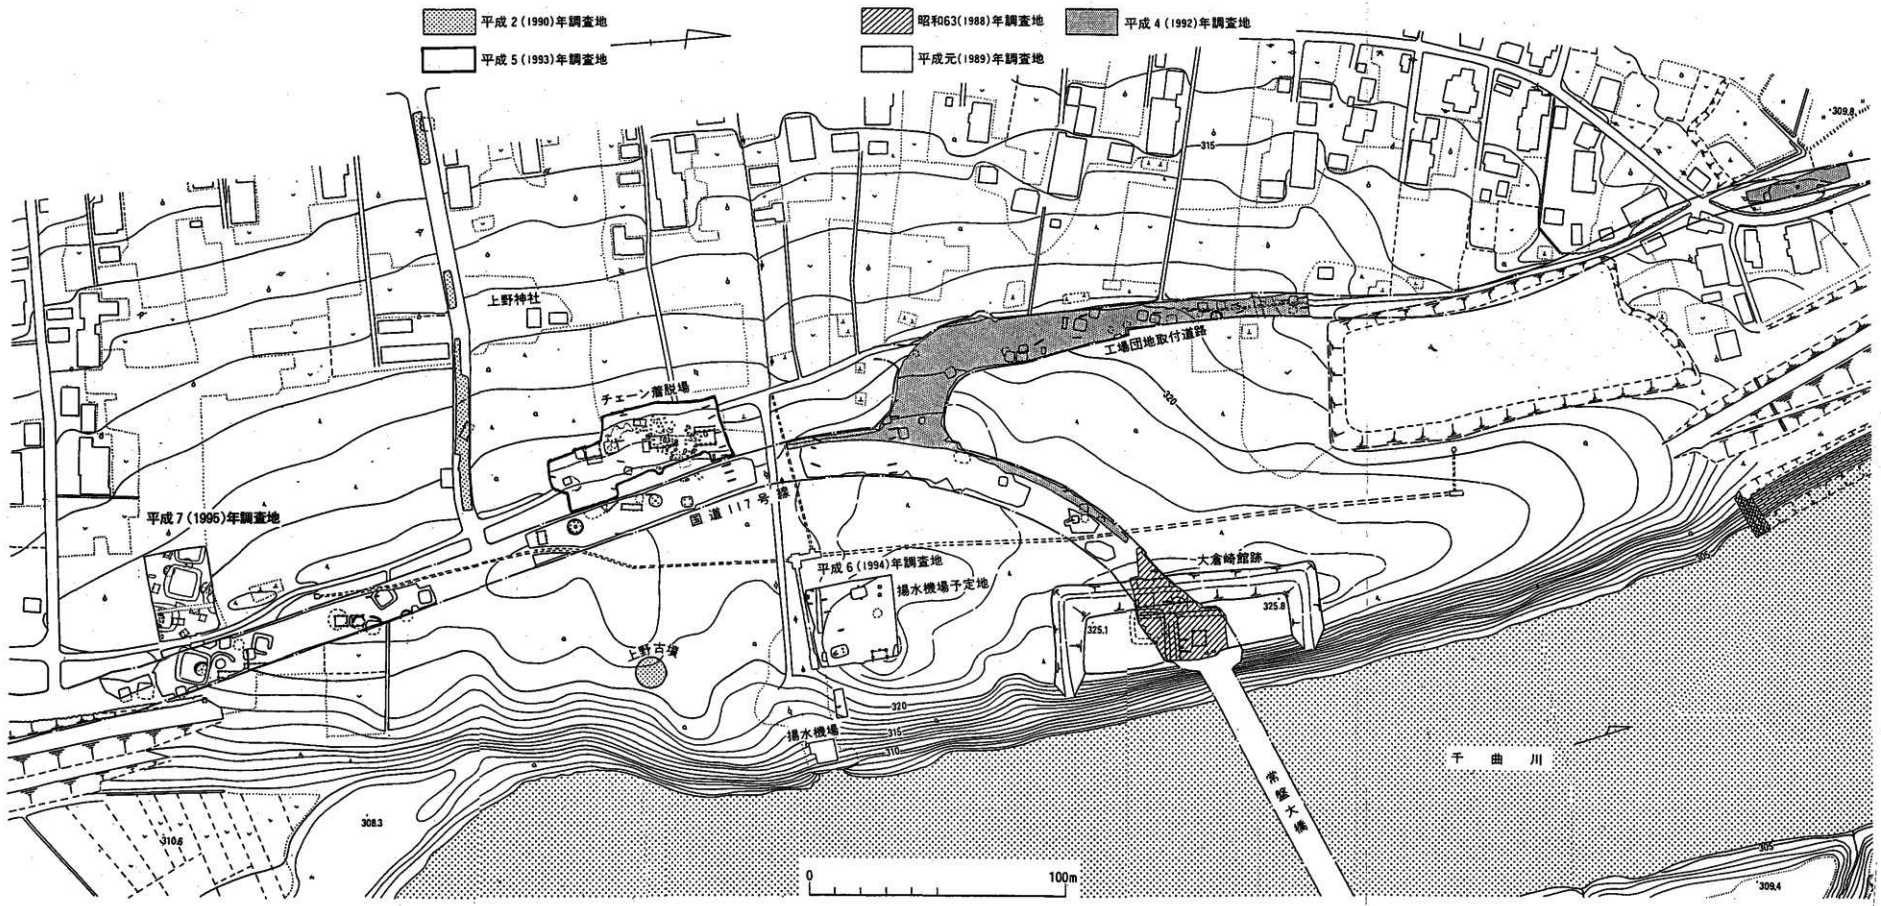 平成2(1990)年調査地
平成5(1993)年調査地
昭和63(1988)年調査地
平成4(1992)年調査地
平成元(1989)年調査地
309.8
315
上野神社
工場団地取付道路
チェーン着脱場
320
国道117号線
平成7(1995)年調査地
平成6(1994)年調査地
揚水機場予定地
大倉崎館跡
305
325.8
325.1
上野古墳
320
315
310
揚水機場
千曲川
常盤大橋
308.3
310.6
0 100m
305
309.4